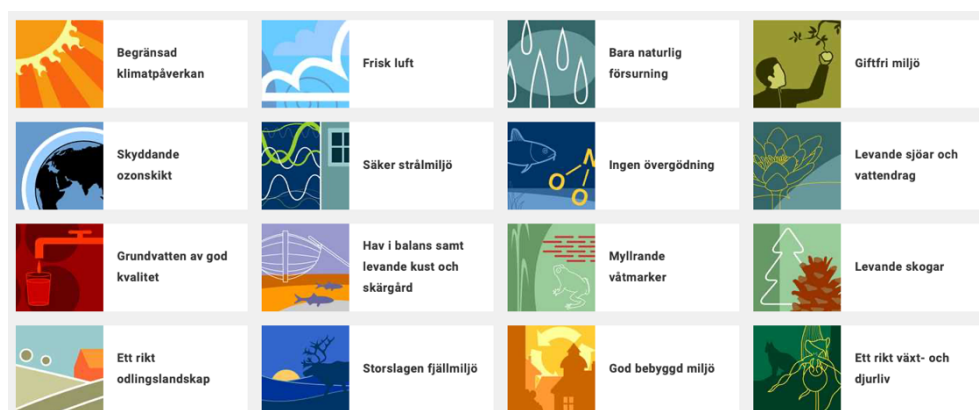 Begränsad
klimatpåverkan
Frisk luft
Bara naturlig
försurning
Giftfri miljö
Skyddande
ozonskikt
Säker strålmiljö
Ingen övergödning
N
O
O
Levande sjöar och
vattendrag
Grundvatten av god
kvalitet
Hav i balans samt
levande kust och
skärgård
Myllrande
våtmarker
Levande skogar
Ett rikt
odlingslandskap
Storslagen fjällmiljö
God bebyggd miljö
Ett rikt växt- och
djurliv